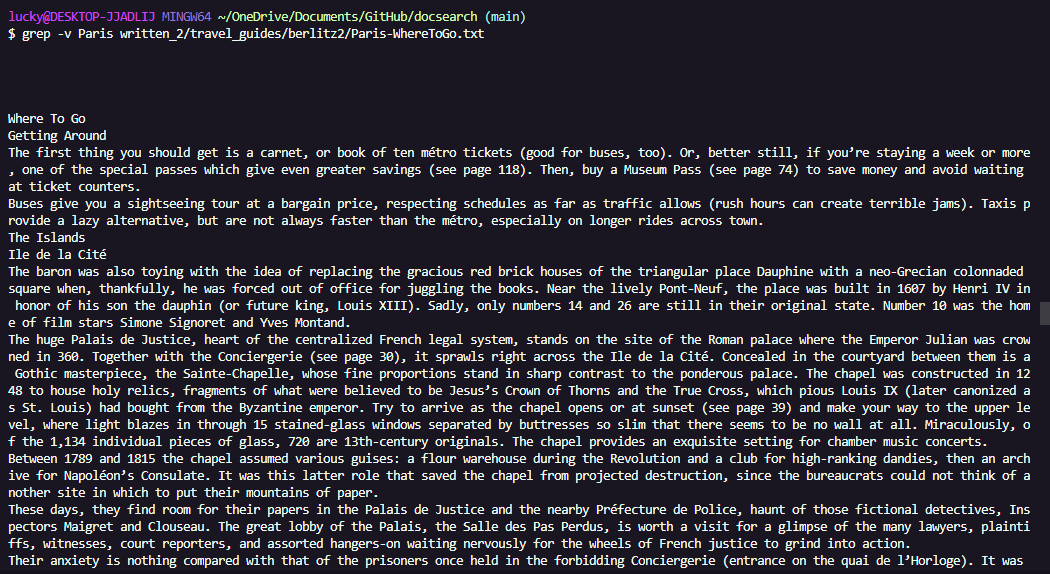 lucky@DESKTOP-JJADLIJ MINGW64 ~/OneDrive/Documents/GitHub/docsearch (main)
$ grep -v Paris written_2/travel_guides/berlitz2/Paris-WhereToGo.txt
Where To Go
Getting Around
The first thing you should get is a carnet, or book of ten métro tickets (good for buses, too). Or, better still, if you’re staying a week or more
, one of the special passes which give even greater savings (see page 118). Then, buy a Museum Pass (see page 74) to save money and avoid waiting
at ticket counters.
Buses give you a sightseeing tour at a bargain price, respecting schedules as far as traffic allows (rush hours can create terrible jams). Taxis p
rovide a lazy alternative, but are not always faster than the métro, especially on longer rides across town.
The Islands
Ile de la Cité
The baron was also toying with the idea of replacing the gracious red brick houses of the triangular place Dauphine with a neo-Grecian colonnaded
square when, thankfully, he was forced out of office for juggling the books. Near the lively Pont-Neuf, the place was built in 1607 by Henri IV in
honor of his son the dauphin (or future king, Louis XIII). Sadly, only numbers 14 and 26 are still in their original state. Number 10 was the hom
e of film stars Simone Signoret and Yves Montand.
The huge Palais de Justice, heart of the centralized French legal system, stands on the site of the Roman palace where the Emperor Julian was crow
ned in 360. Together with the Conciergerie (see page 30), it sprawls right across the Ile de la Cité. Concealed in the courtyard between them is a
Gothic masterpiece, the Sainte-Chapelle, whose fine proportions stand in sharp contrast to the ponderous palace. The chapel was constructed in 12
48 to house holy relics, fragments of what were believed to be Jesus’s Crown of Thorns and the True Cross, which pious Louis IX (later canonized a
s St. Louis) had bought from the Byzantine emperor. Try to arrive as the chapel opens or at sunset (see page 39) and make your way to the upper le
vel, where light blazes in through 15 stained-glass windows separated by buttresses so slim that there seems to be no wall at all. Miraculously, o
f the 1,134 individual pieces of glass, 720 are 13th-century originals. The chapel provides an exquisite setting for chamber music concerts.
Between 1789 and 1815 the chapel assumed various guises: a flour warehouse during the Revolution and a club for high-ranking dandies, then an arch
ive for Napoléon’s Consulate. It was this latter role that saved the chapel from projected destruction, since the bureaucrats could not think of a
nother site in which to put their mountains of paper.
These days, they find room for their papers in the Palais de Justice and the nearby Préfecture de Police, haunt of those fictional detectives, Ins
pectors Maigret and Clouseau. The great lobby of the Palais, the Salle des Pas Perdus, is worth a visit for a glimpse of the many lawyers, plainti
ffs, witnesses, court reporters, and assorted hangers-on waiting nervously for the wheels of French justice to grind into action.
Their anxiety is nothing compared with that of the prisoners once held in the forbidding Conciergerie (entrance on the quai de l’Horloge). It was